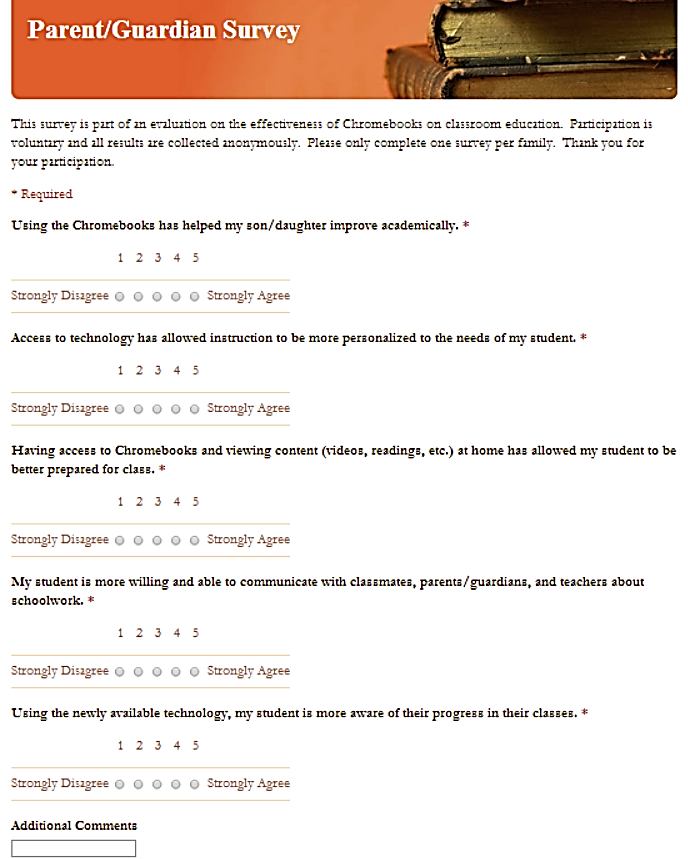 Parent/Guardian Survey
This survey is part of an evaluation on the effectiveness of Chromebooks on classroom education. Participation is
voluntary and all results are collected anonymously. Please only complete one survey per family. Thank you for
your participation.
* Required
Using the Chromebooks has helped my son/daughter improve academically. *
1 2 3 4 5
Strongly Disagree Strongly Agree
Access to technology has allowed instruction to be more personalized to the needs of my student. *
1 2 3 4 5
Strongly Disagree Strongly Agree
Having access to Chromebooks and viewing content (videos, readings, etc.) at home has allowed my student to be
better prepared for class. *
1 2 3 4 5
Strongly Disagree Strongly Agree
My student is more willing and able to communicate with classmates, parents/guardians, and teachers about
schoolwork. *
1 2 3 4 5
Strongly Disagree Strongly Agree
Using the newly available technology, my student is more aware of their progress in their classes. *
1 2 3 4 5
Strongly Disagree Strongly Agree
Additional Comments